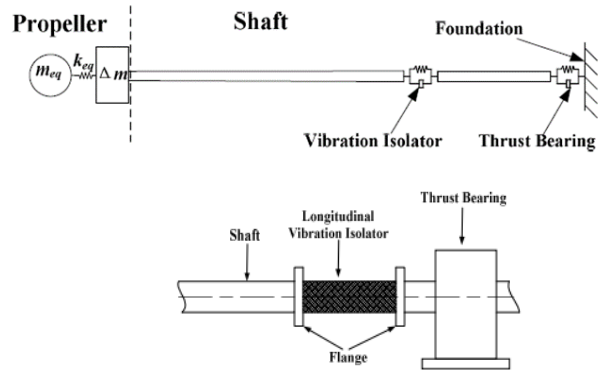 Propeller
Shaft
Foundation
m_eq
k_eq
Δ m
Vibration Isolator
Thrust Bearing
Thrust Bearing
Longitudinal
Vibration Isolator
Shaft
Flange